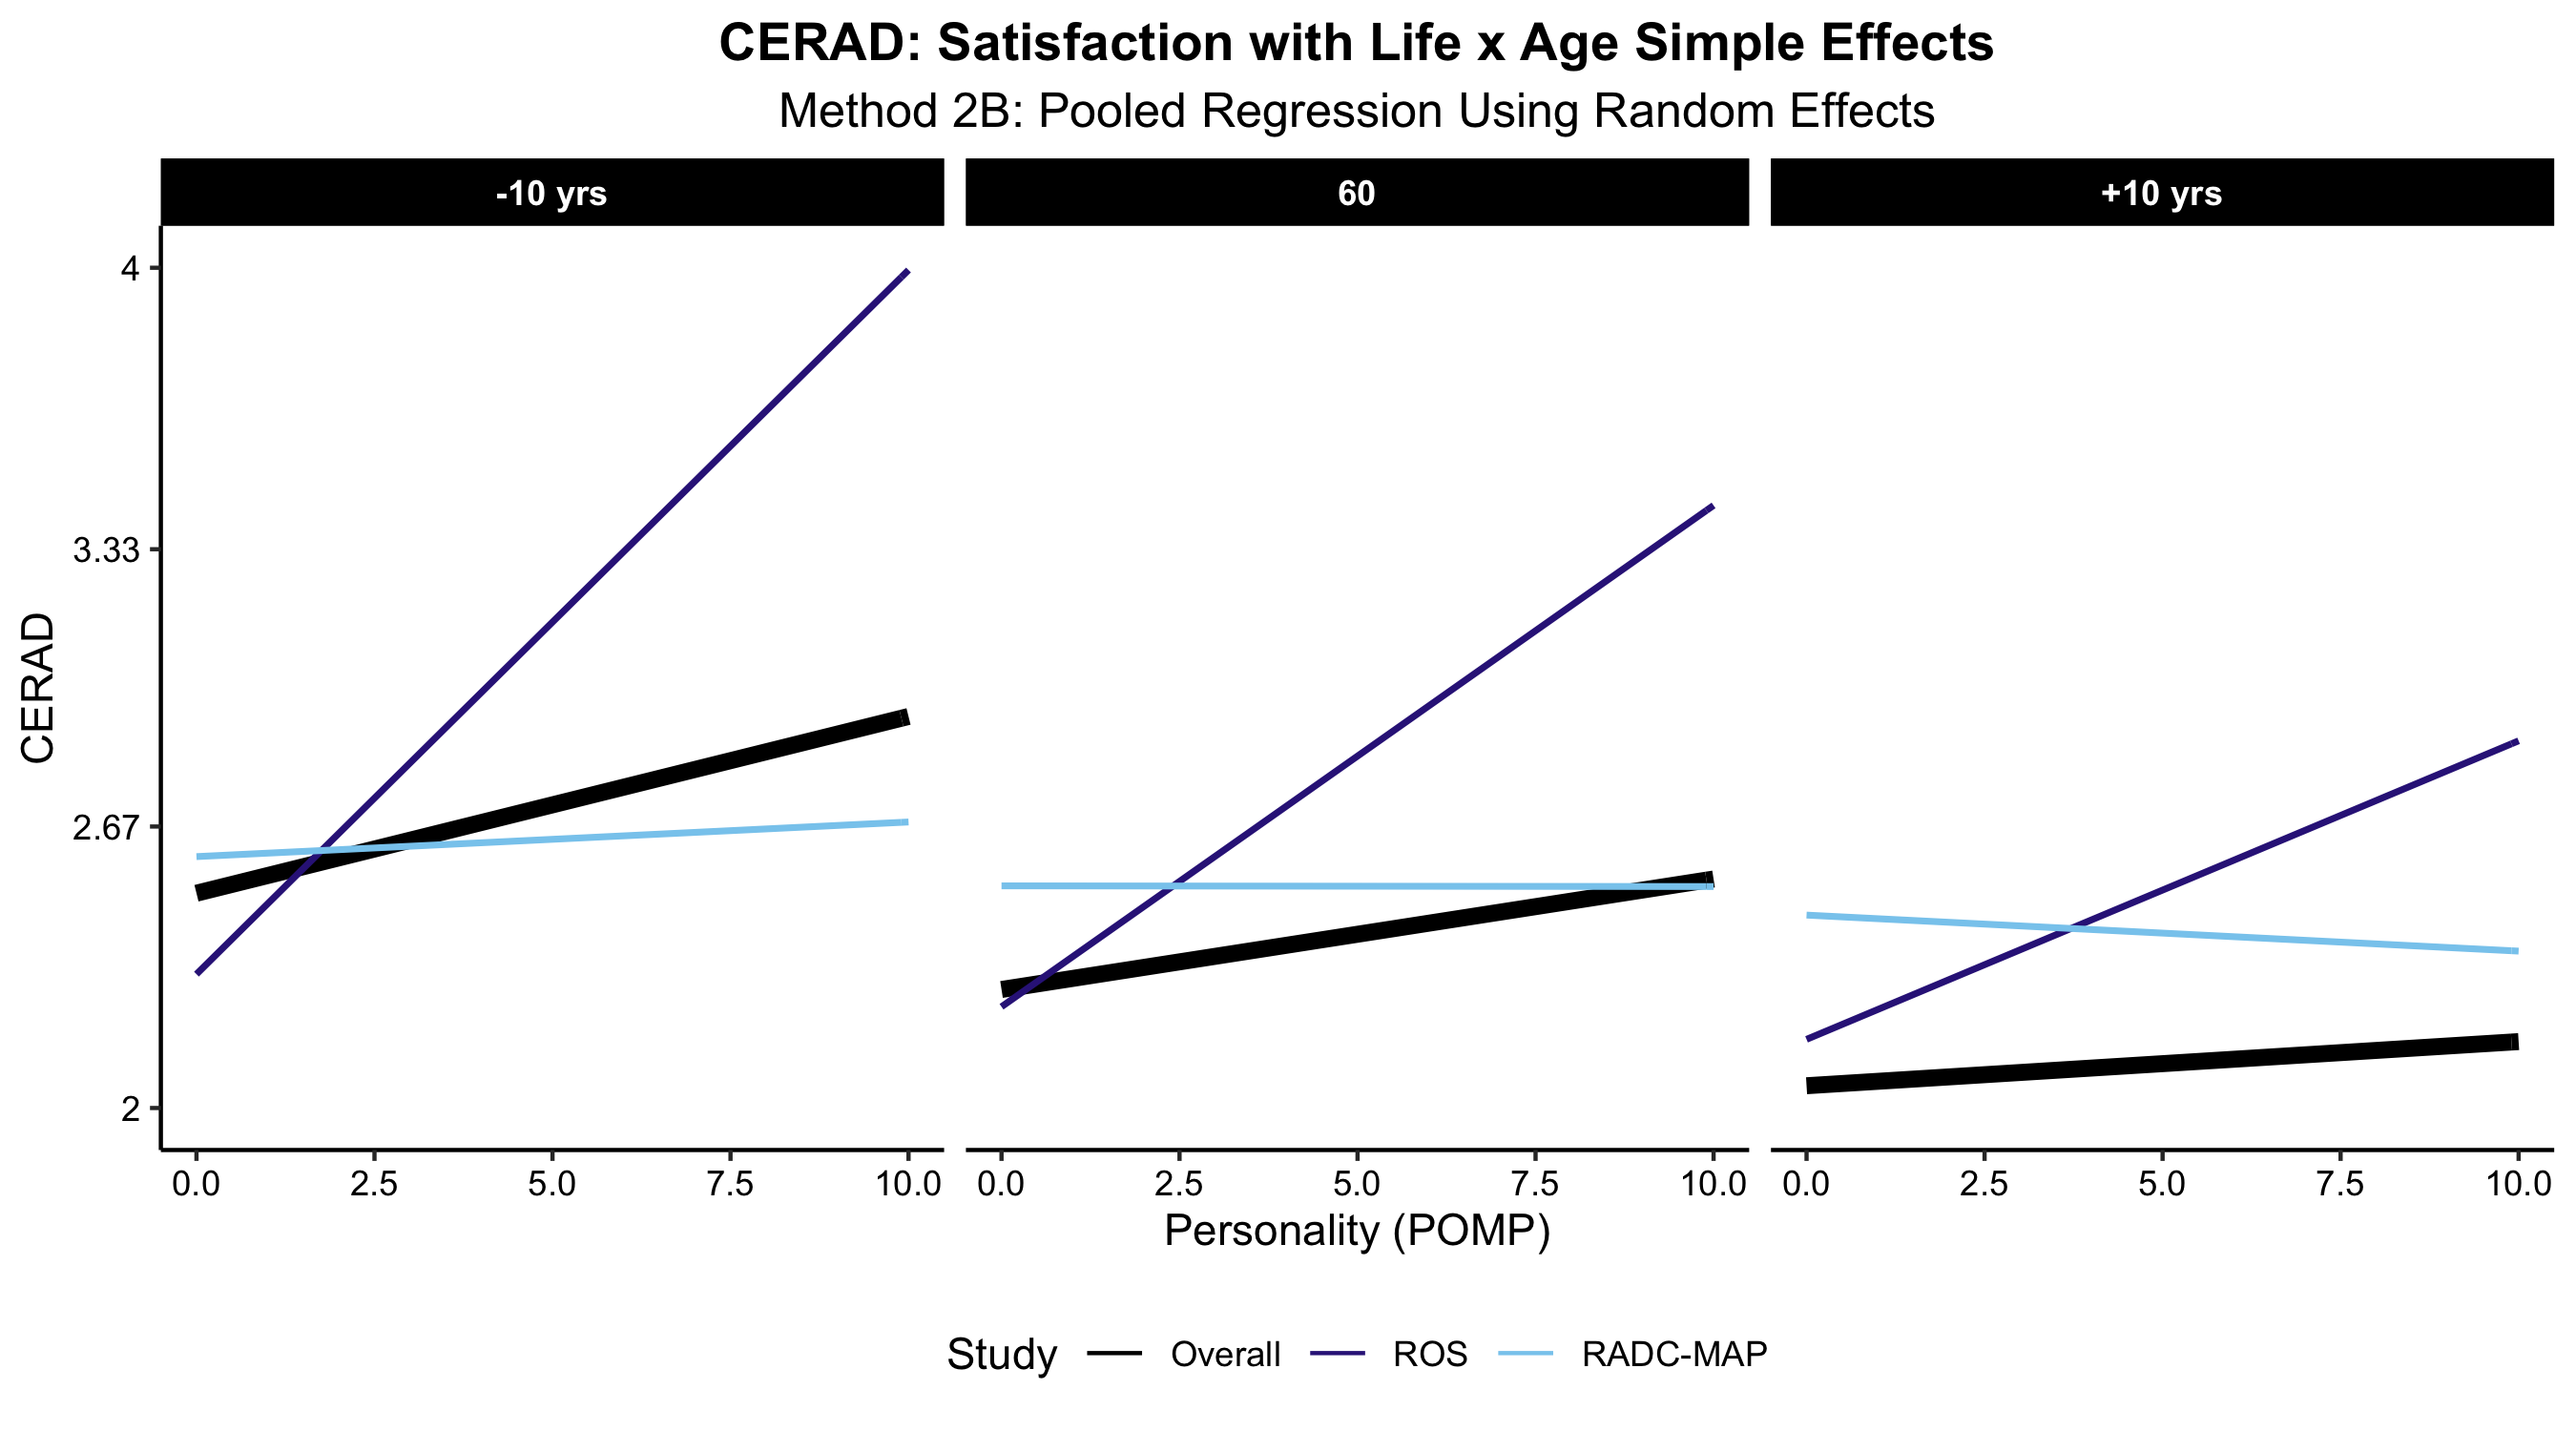 CERAD: Satisfaction with Life x Age Simple Effects
Method 2B: Pooled Regression Using Random Effects
-10 yrs 60 +10 yrs
4
3.33
2.67
2
CERAD
0.0 2.5 5.0 7.5 10.0 0.0 2.5 5.0 7.5 10.0 0.0 2.5 5.0 7.5 10.0
Personality (POMP)
Study Overall ROS RADC-MAP